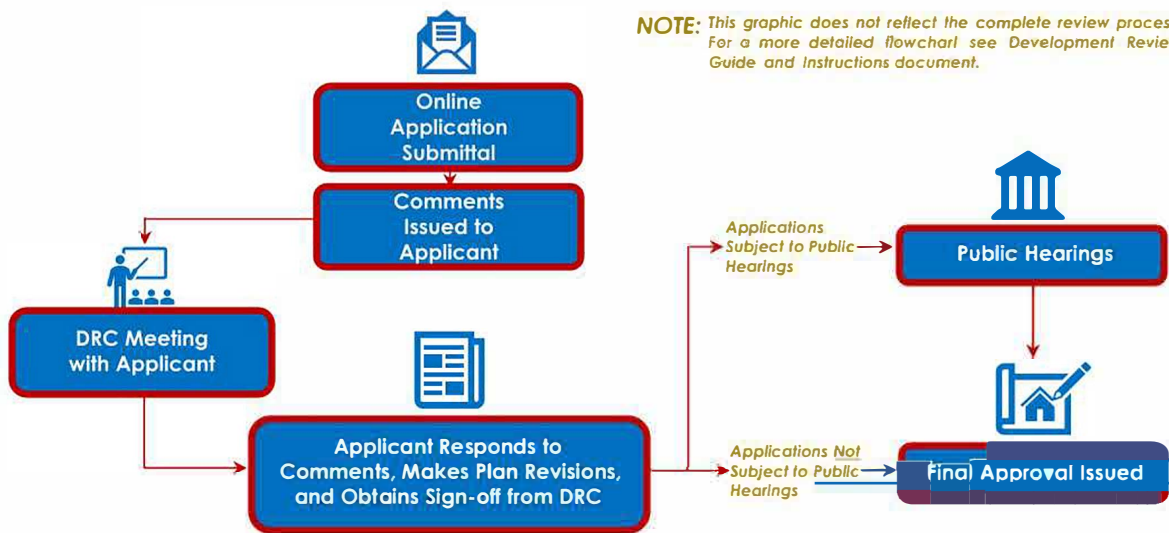 NOTE: This graphic does not reflect the complete review
For a more detailed flowchart see Development
Guide and Instructions document.
Online
Application
Submittal
Comments
Issued to
Applicant
DRC Meeting
with Applicant
Applicant Responds to
Comments, Makes Plan Revisions,
and Obtains Sign-off from DRC
Applications
Subject to Public
Hearings
Public Hearings
Applications Not
Subject to Public
Hearings
Final Approval Issued